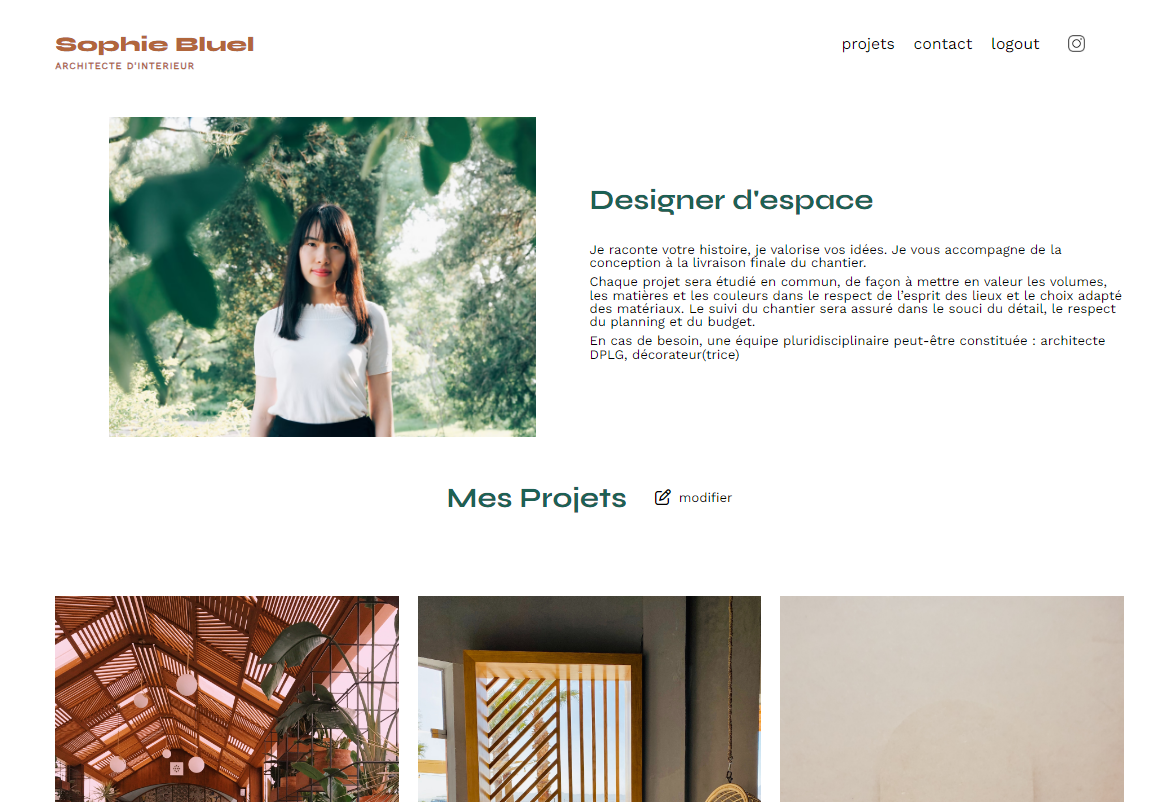 Sophie Bluel
ARCHITECTE D'INTERIEUR
projets contact logout
Designer d'espace
Je raconte votre histoire, je valorise vos idées. Je vous accompagne de la
conception à la livraison finale du chantier.
Chaque projet sera étudié en commun, de façon à mettre en valeur les volumes,
les matières et les couleurs dans le respect de l'esprit des lieux et le choix adapté
des matériaux. Le suivi du chantier sera assuré dans le souci du détail, le respect
du planning et du budget.
En cas de besoin, une équipe pluridisciplinaire peut-être constituée : architecte
DPLG, décorateur(trice)
Mes Projets
modifier